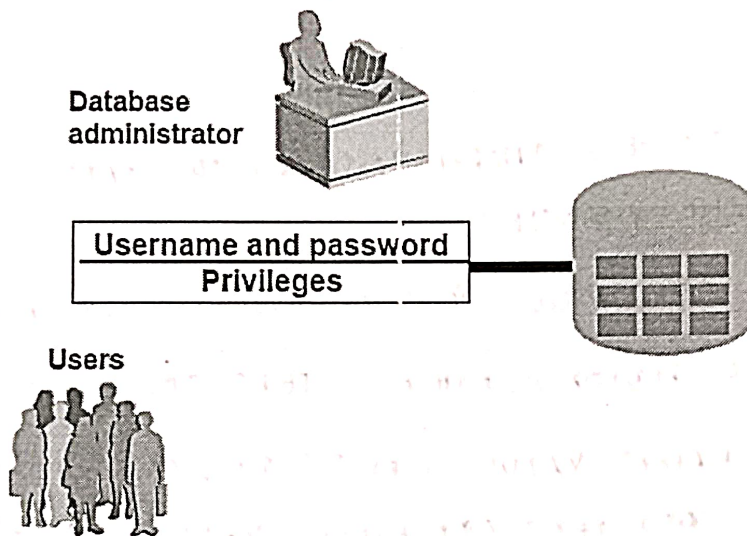 Database
administrator
Username and password
Privileges
Users